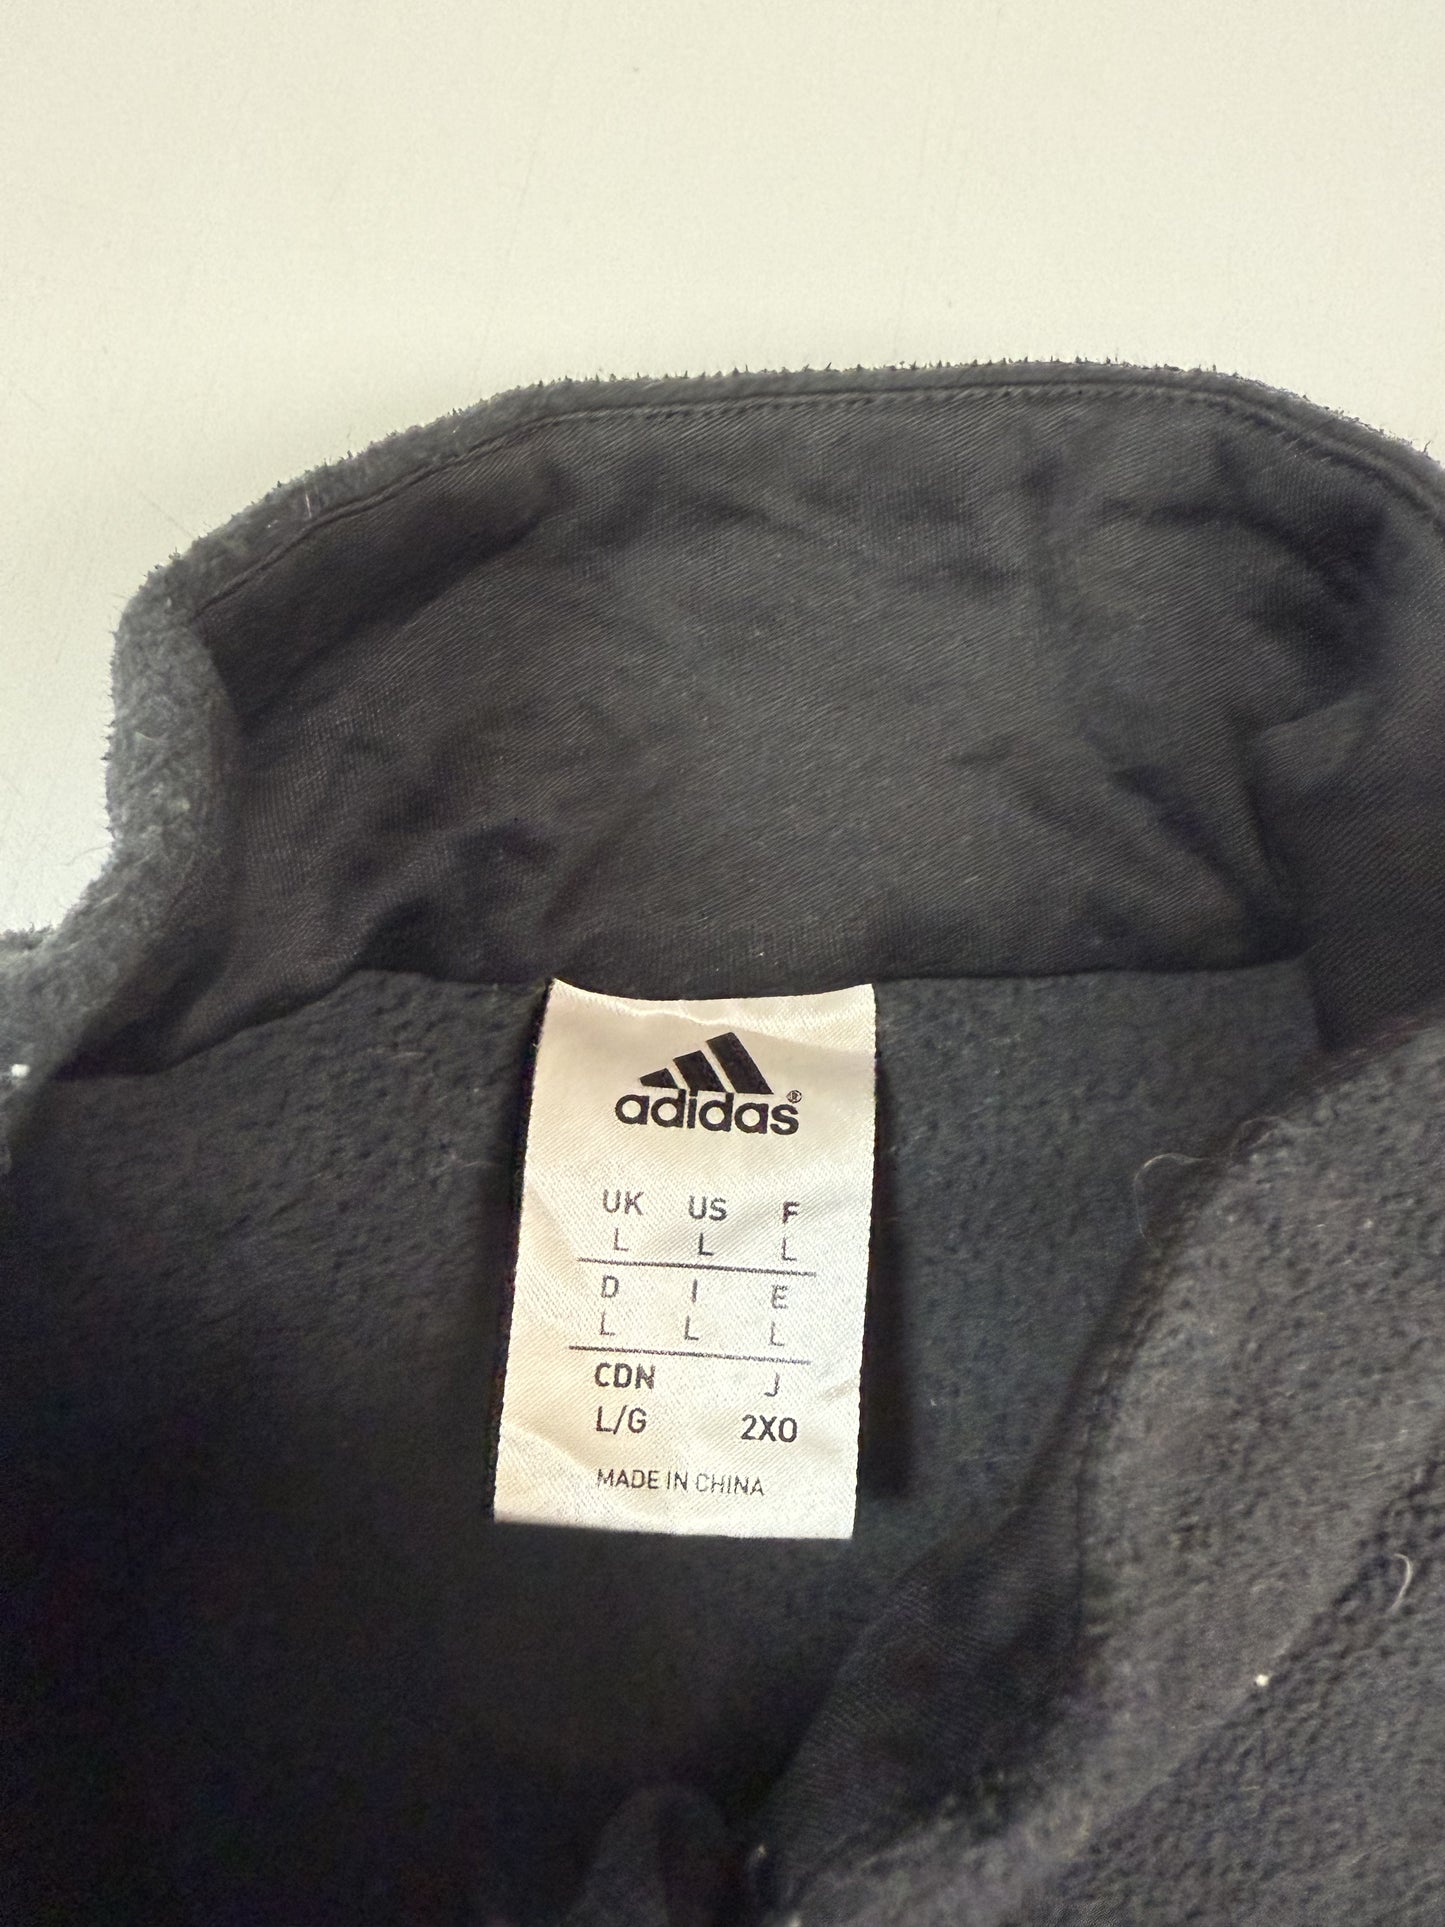 adidas®
UK US F
L L L
D I E
L L L
CDN J
L/G 2XO
MADE IN CHINA